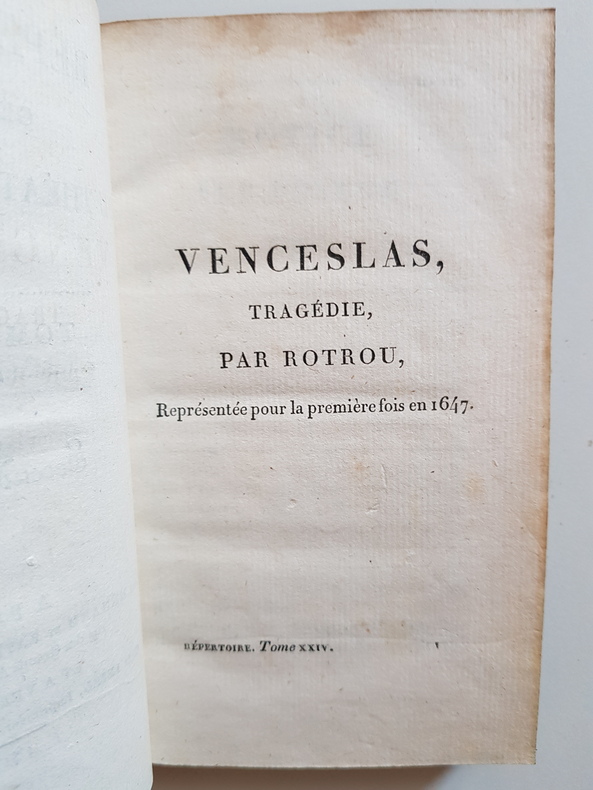 VENCESLAS,
TRAGÉDIE,
PAR ROTROU,
Représentée pour la première fois en 1647.
RÉPERTOIRE. Tome XXIV.